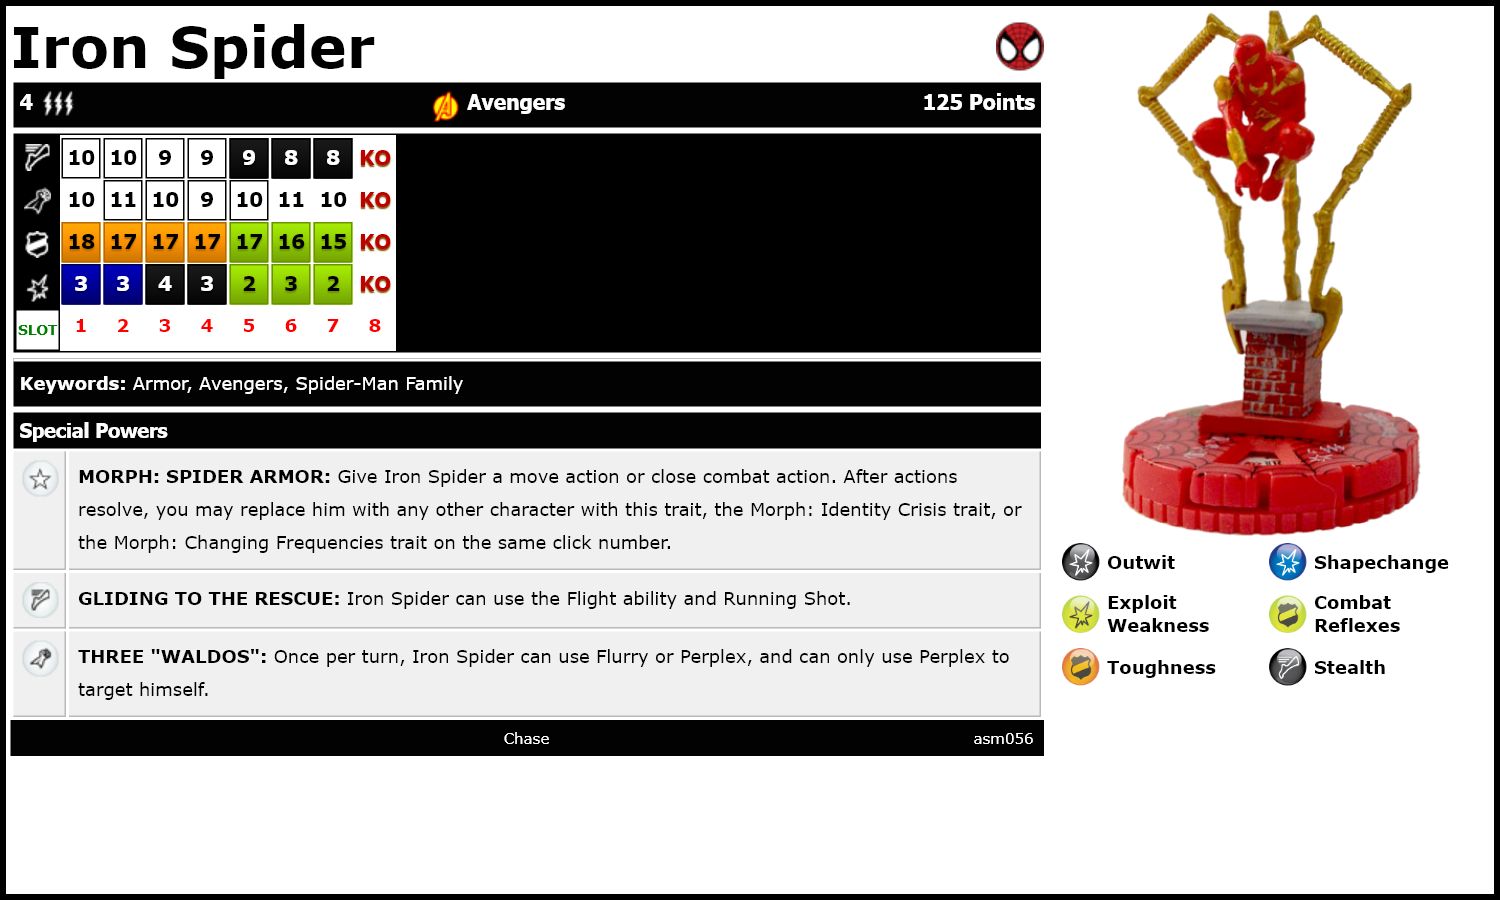 Iron Spider
4 Avengers 125 Points
10 10 9 9 9 8 8 KO
10 11 10 9 10 11 10 KO
18 17 17 17 17 16 15 KO
3 3 4 3 2 3 2 KO
SLOT 1 2 3 4 5 6 7 8
Keywords: Armor, Avengers, Spider-Man Family
Special Powers
MORPH: SPIDER ARMOR: Give Iron Spider a move action or close combat action. After actions
resolve, you may replace him with any other character with this trait, the Morph: Identity Crisis trait, or
the Morph: Changing Frequencies trait on the same click number.
GLIDING TO THE RESCUE: Iron Spider can use the Flight ability and Running Shot.
THREE "WALDOS": Once per turn, Iron Spider can use Flurry or Perplex, and can only use Perplex to
target himself.
Chase asm056
Outwit Shapechange
Exploit
Weakness
Combat
Reflexes
Toughness Stealth